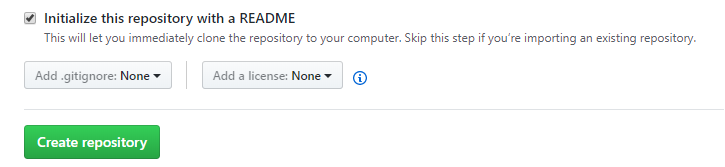 Initialize this repository with a README
This will let you immediately clone the repository to your computer. Skip this step if you’re importing an existing repository.
Add .gitignore: None Add a license: None
Create repository